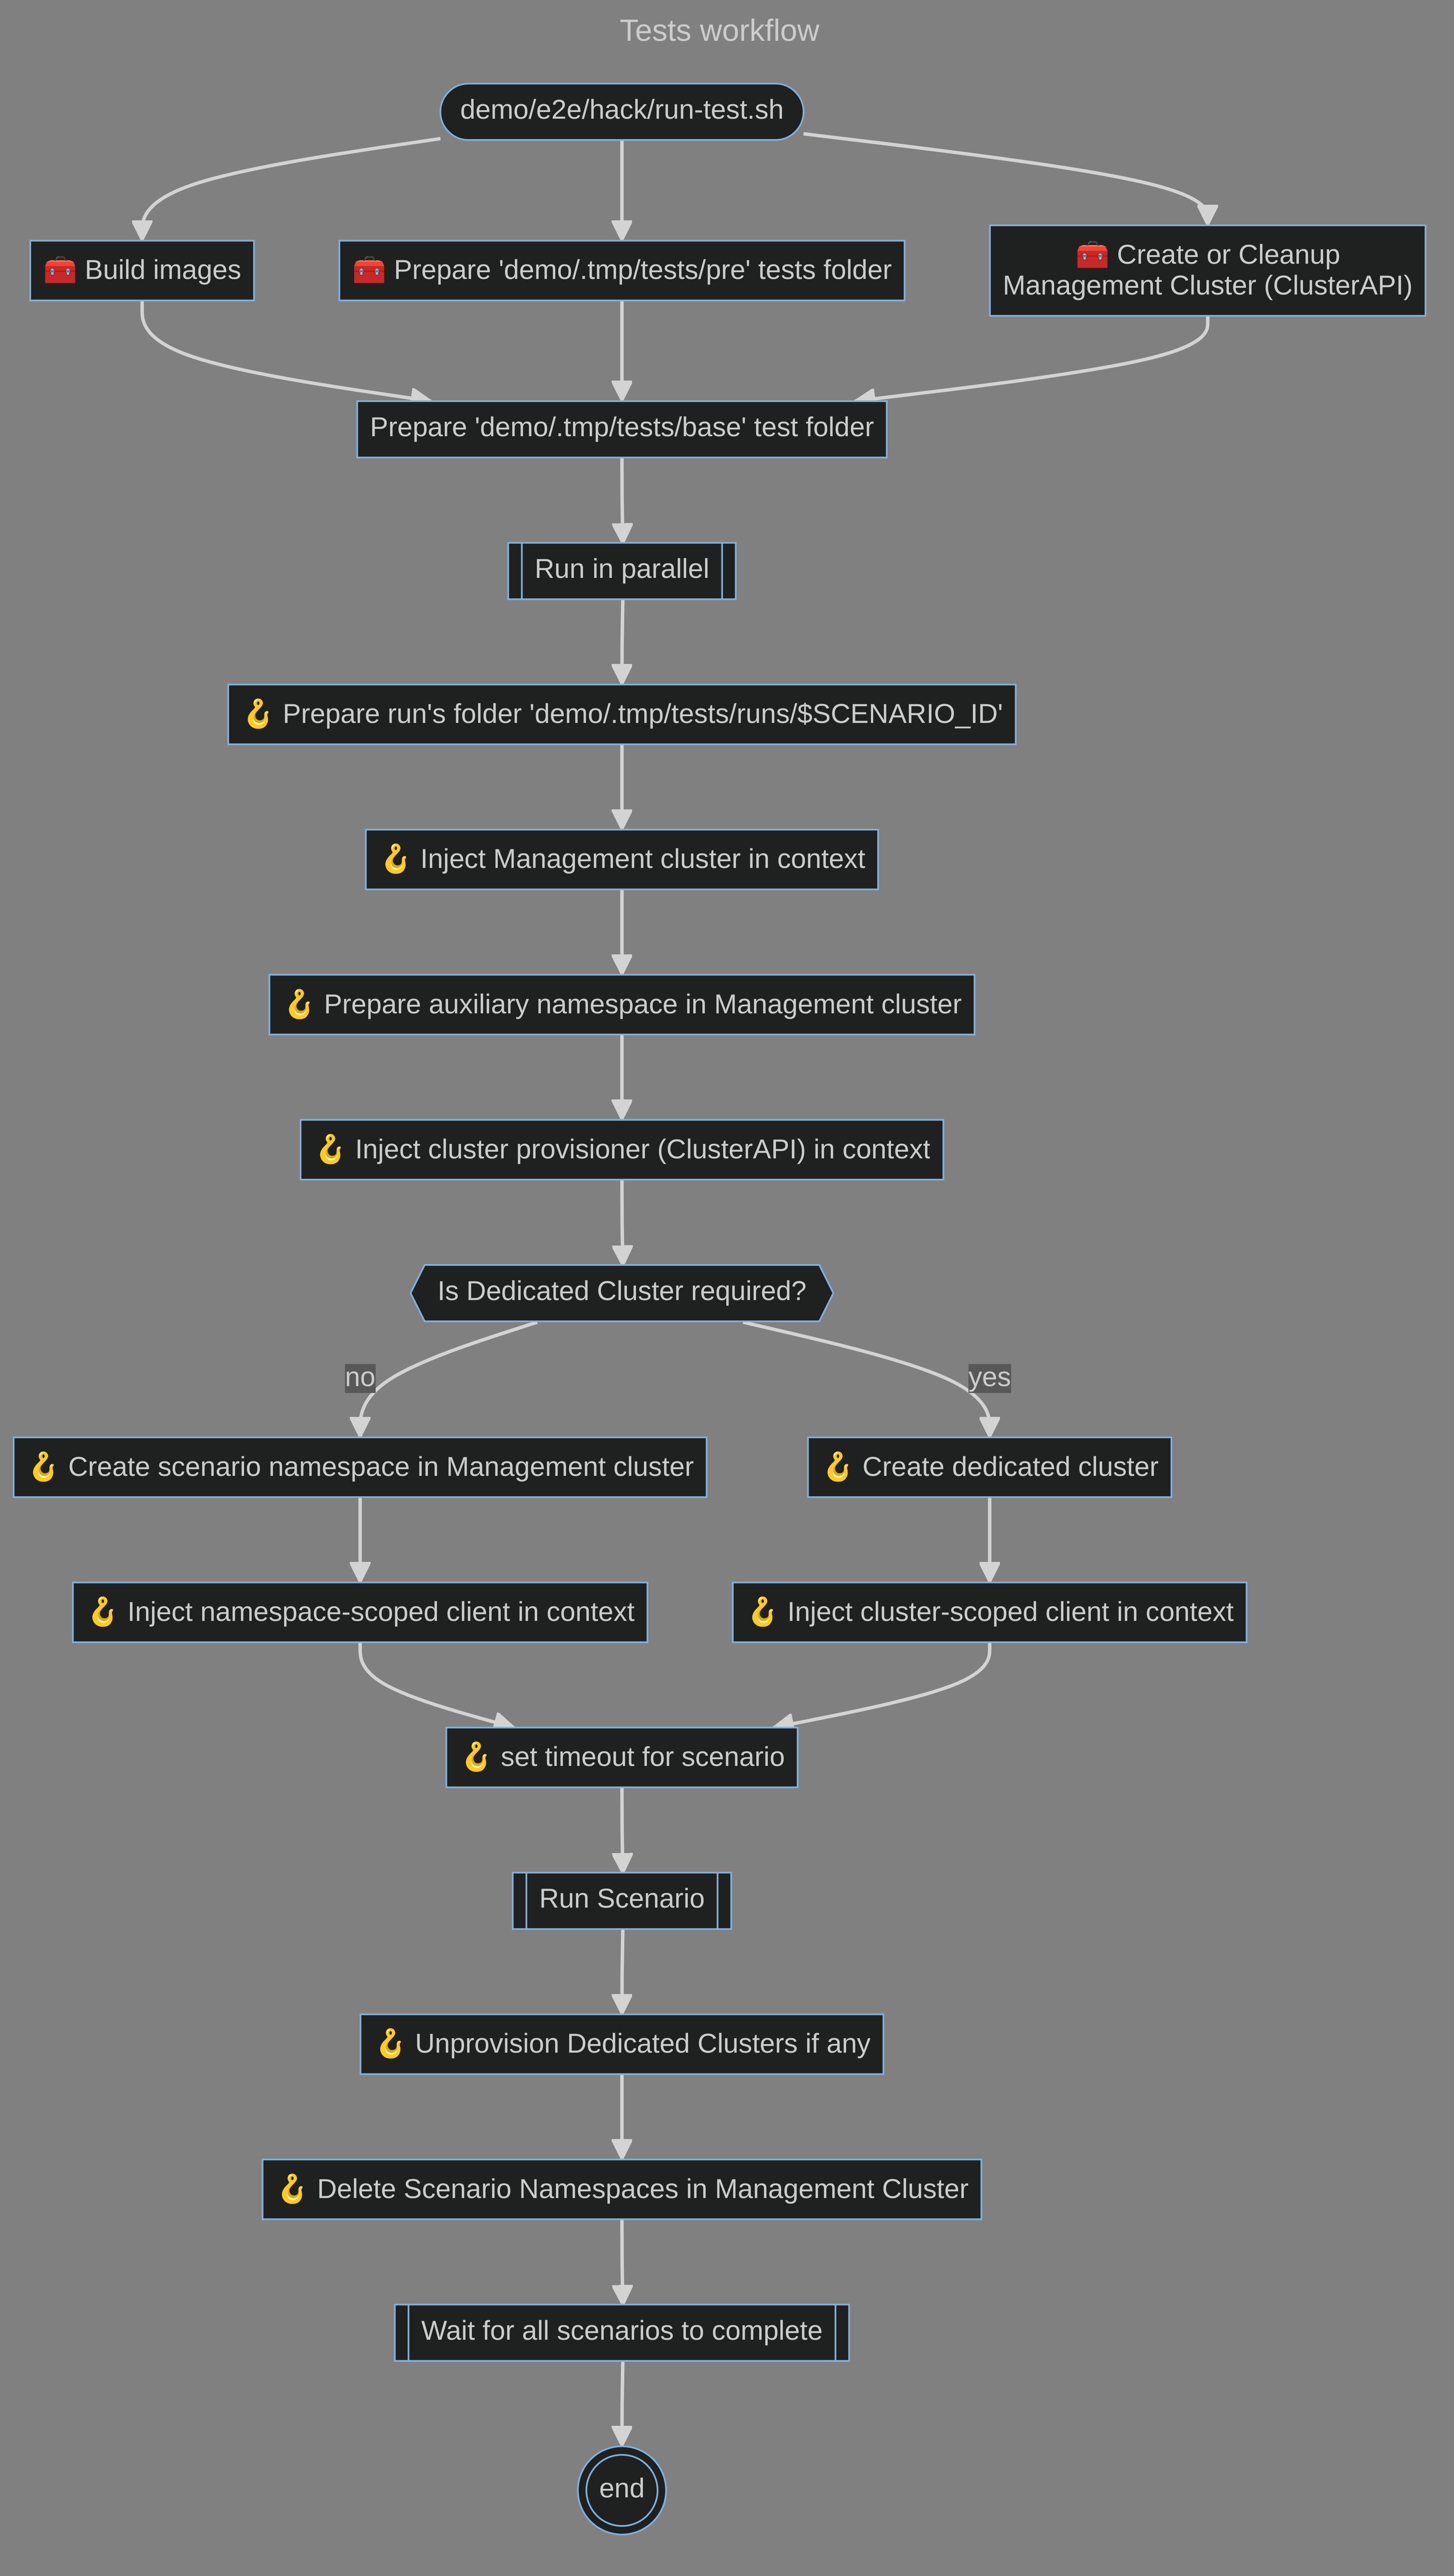 Tests workflow
demo/e2e/hack/run-test.sh
🧰 Build images
🧰 Prepare 'demo/.tmp/tests/pre' tests folder
🧰 Create or Cleanup
Management Cluster (ClusterAPI)
Prepare 'demo/.tmp/tests/base' test folder
Run in parallel
🪝 Prepare run's folder 'demo/.tmp/tests/runs/$SCENARIO_ID'
🪝 Inject Management cluster in context
🪝 Prepare auxiliary namespace in Management cluster
🪝 Inject cluster provisioner (ClusterAPI) in context
Is Dedicated Cluster required?
no
yes
🪝 Create scenario namespace in Management cluster
🪝 Create dedicated cluster
🪝 Inject namespace-scoped client in context
🪝 Inject cluster-scoped client in context
🪝 set timeout for scenario
Run Scenario
🪝 Unprovision Dedicated Clusters if any
🪝 Delete Scenario Namespaces in Management Cluster
Wait for all scenarios to complete
end